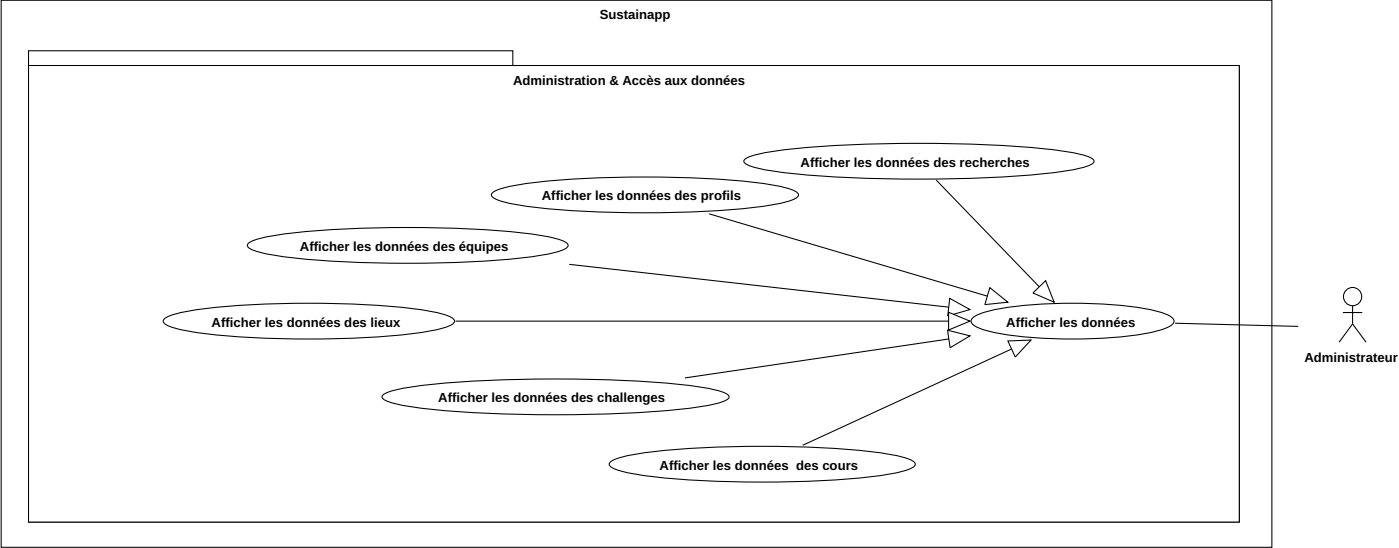 Sustainapp
Administration & Accès aux données
Afficher les données des recherches
Afficher les données des profils
Afficher les données des équipes
Afficher les données des lieux
Afficher les données
Administrateur
Afficher les données des challenges
Afficher les données  des cours